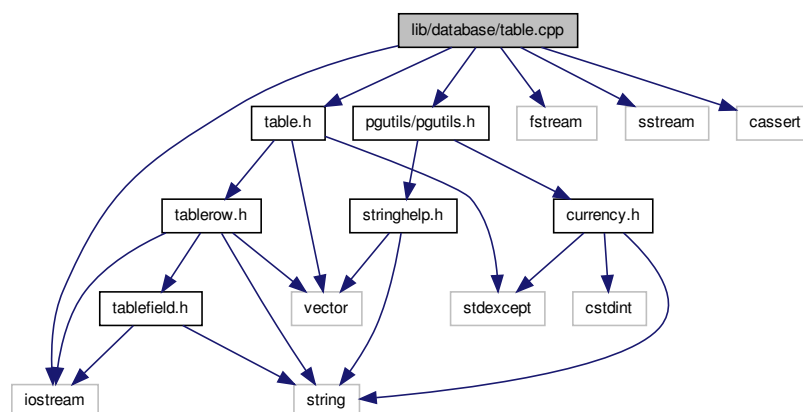 lib/database/table.cpp
table.h
pgutils/pgutils.h
fstream
sstream
cassert
tablerow.h
stringhelp.h
currency.h
tablefield.h
vector
stdexcept
cstdint
iostream
string